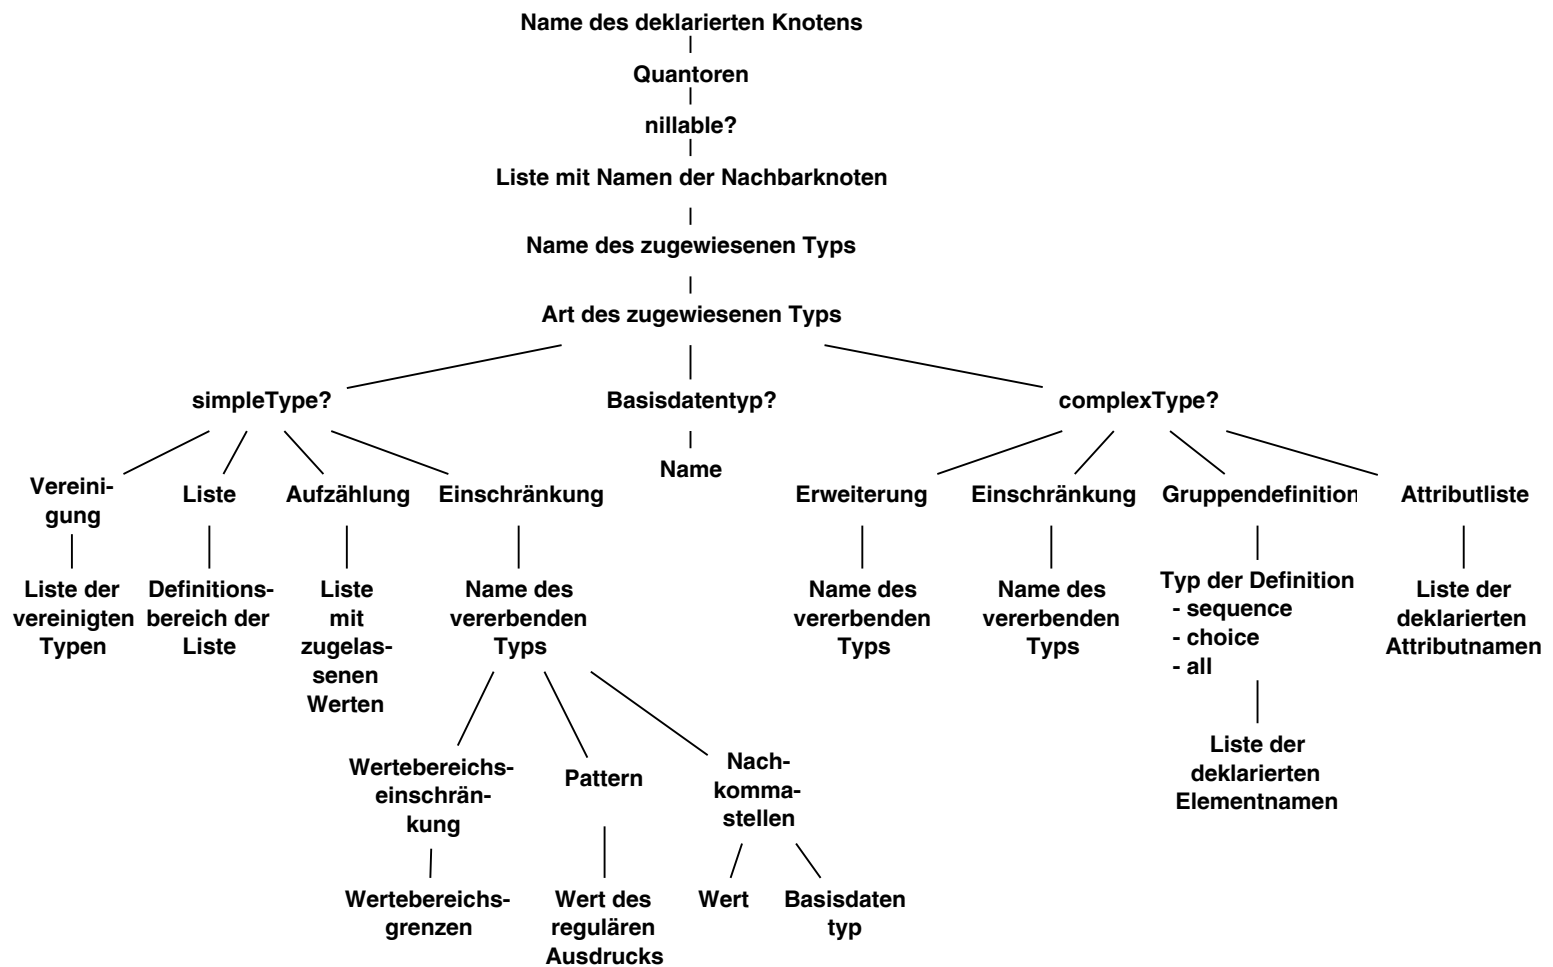 Name des deklarierten Knotens
Quantoren
nillable?
Liste mit Namen der Nachbarknoten
Name des zugewiesenen Typs
Art des zugewiesenen Typs
simpleType?
Basisdatentyp?
complexType?
Name
Vereini-
gung
Liste
Aufzählung
Einschränkung
Erweiterung
Einschränkung
Gruppendefinition
Attributliste
Liste der
vereinigten
Typen
Definitions-
bereich der
Liste
Liste
mit
zugelas-
senen
Werten
Name des
vererbenden
Typs
Name des
vererbenden
Typs
Name des
vererbenden
Typs
Typ der Definition
- sequence
- choice
- all
Liste der
deklarierten
Attributnamen
Liste der
deklarierten
Elementnamen
Wertebereichs-
einschrän-
kung
Pattern
Nach-
komma-
stellen
Wertebereichs-
grenzen
Wert des
regulären
Ausdrucks
Wert
Basisdaten
typ